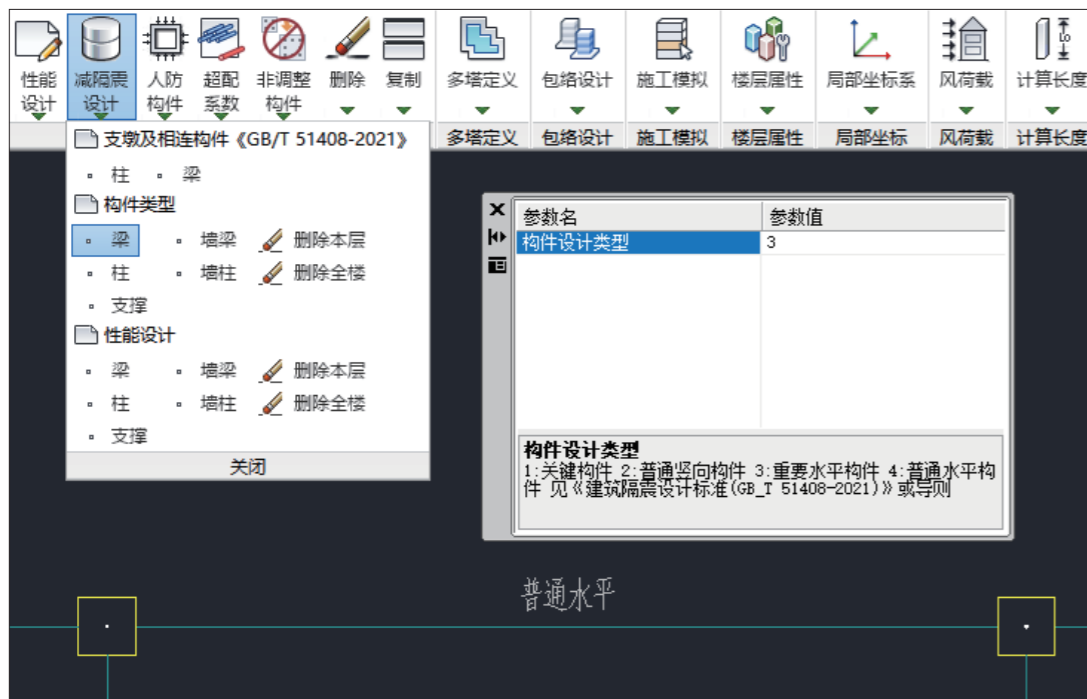 性能 减隔震 人防 超配 非调整 删除 复制 多塔定义 包络设计 施工模拟 楼层属性 局部坐标系 风荷载 计算长度
设计 设计 构件 系数 构件
多塔定义 包络设计 施工模拟 楼层属性 局部坐标 风荷载 计算长度
支墩及相连构件《GB/T 51408-2021》
柱 梁
构件类型
梁 墙梁 删除本层
柱 墙柱 删除全楼
支撑
性能设计
梁 墙梁 删除本层
柱 墙柱 删除全楼
支撑
关闭
参数名 参数值
构件设计类型 3
构件设计类型
1:关键构件 2:普通竖向构件 3:重要水平构件 4:普通水平构
件 见《建筑隔震设计标准(GB_T 51408-2021)》或导则
普通水平